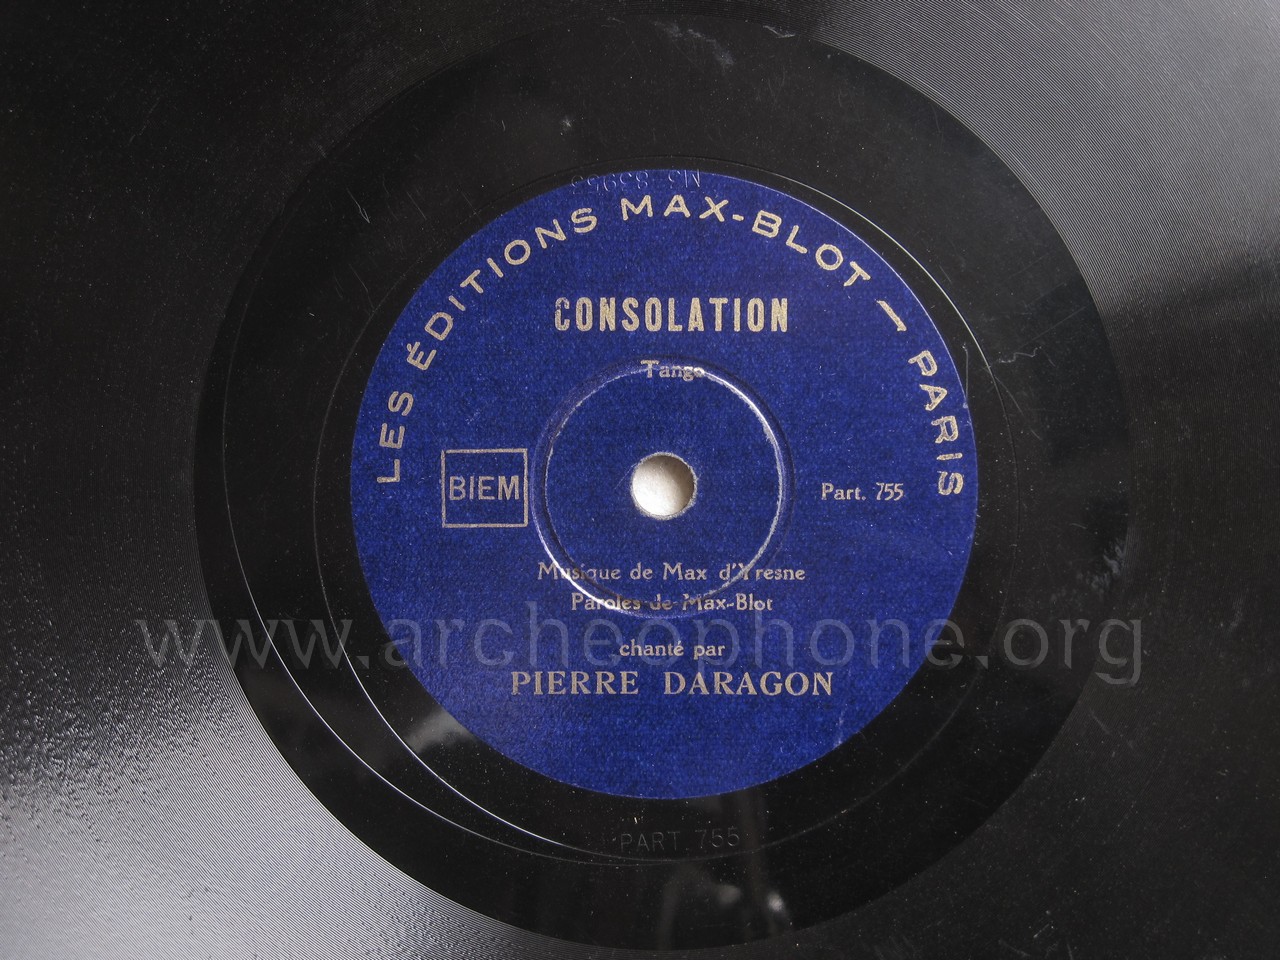 LES ÉDITIONS MAX-BLOT — PARIS
CONSOLATION
Tango
BIEM
Part. 755
Musique de Max d'Yresne
Paroles de Max-Blot
www.archeophone.org
chanté par
PIERRE DARAGON
PART. 755